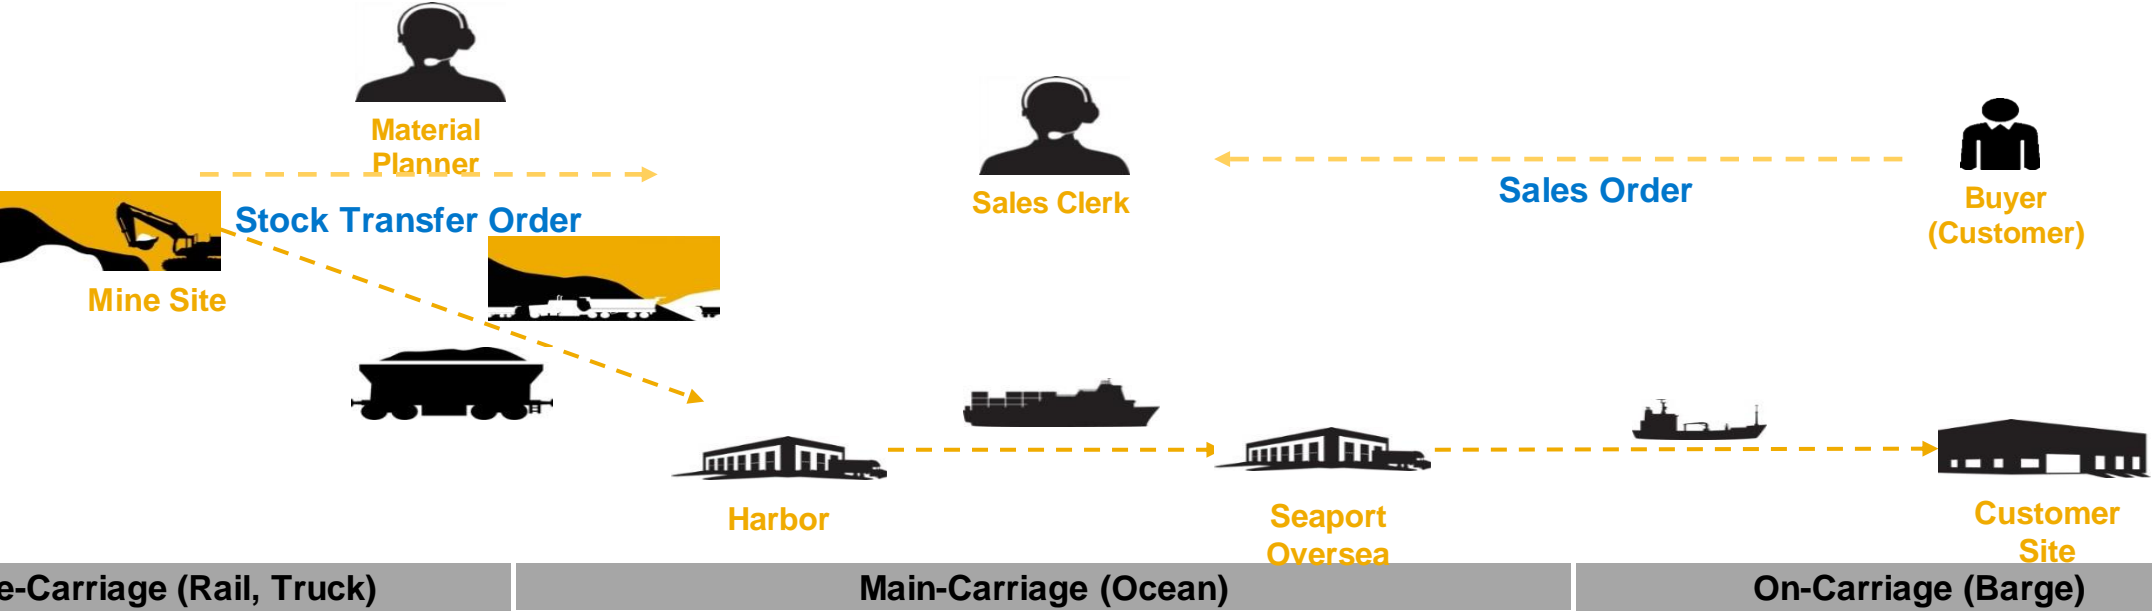 Material
Planner
Stock Transfer Order
Mine Site
Sales Clerk
Sales Order
Buyer
(Customer)
Harbor
Seaport
Oversea
Customer
Site
e-Carriage (Rail, Truck)
Main-Carriage (Ocean)
On-Carriage (Barge)